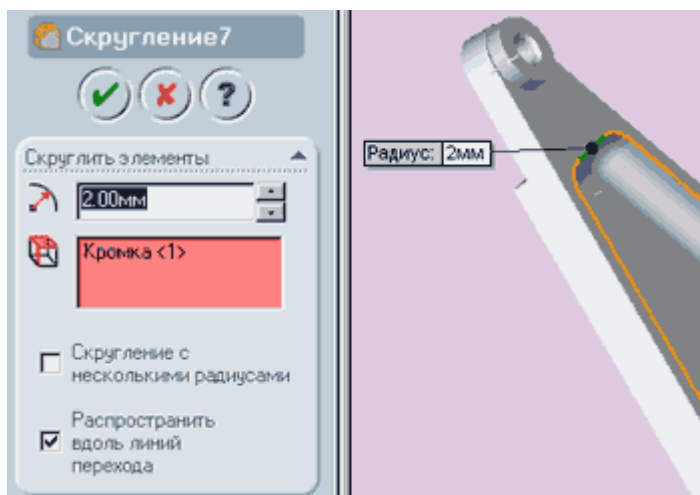 Скругление7
Скруглить элементы
2.00мм
Кромка <1>
Скругление с
несколькими радиусами
Распространить
вдоль линий
перехода
Радиус: 2мм